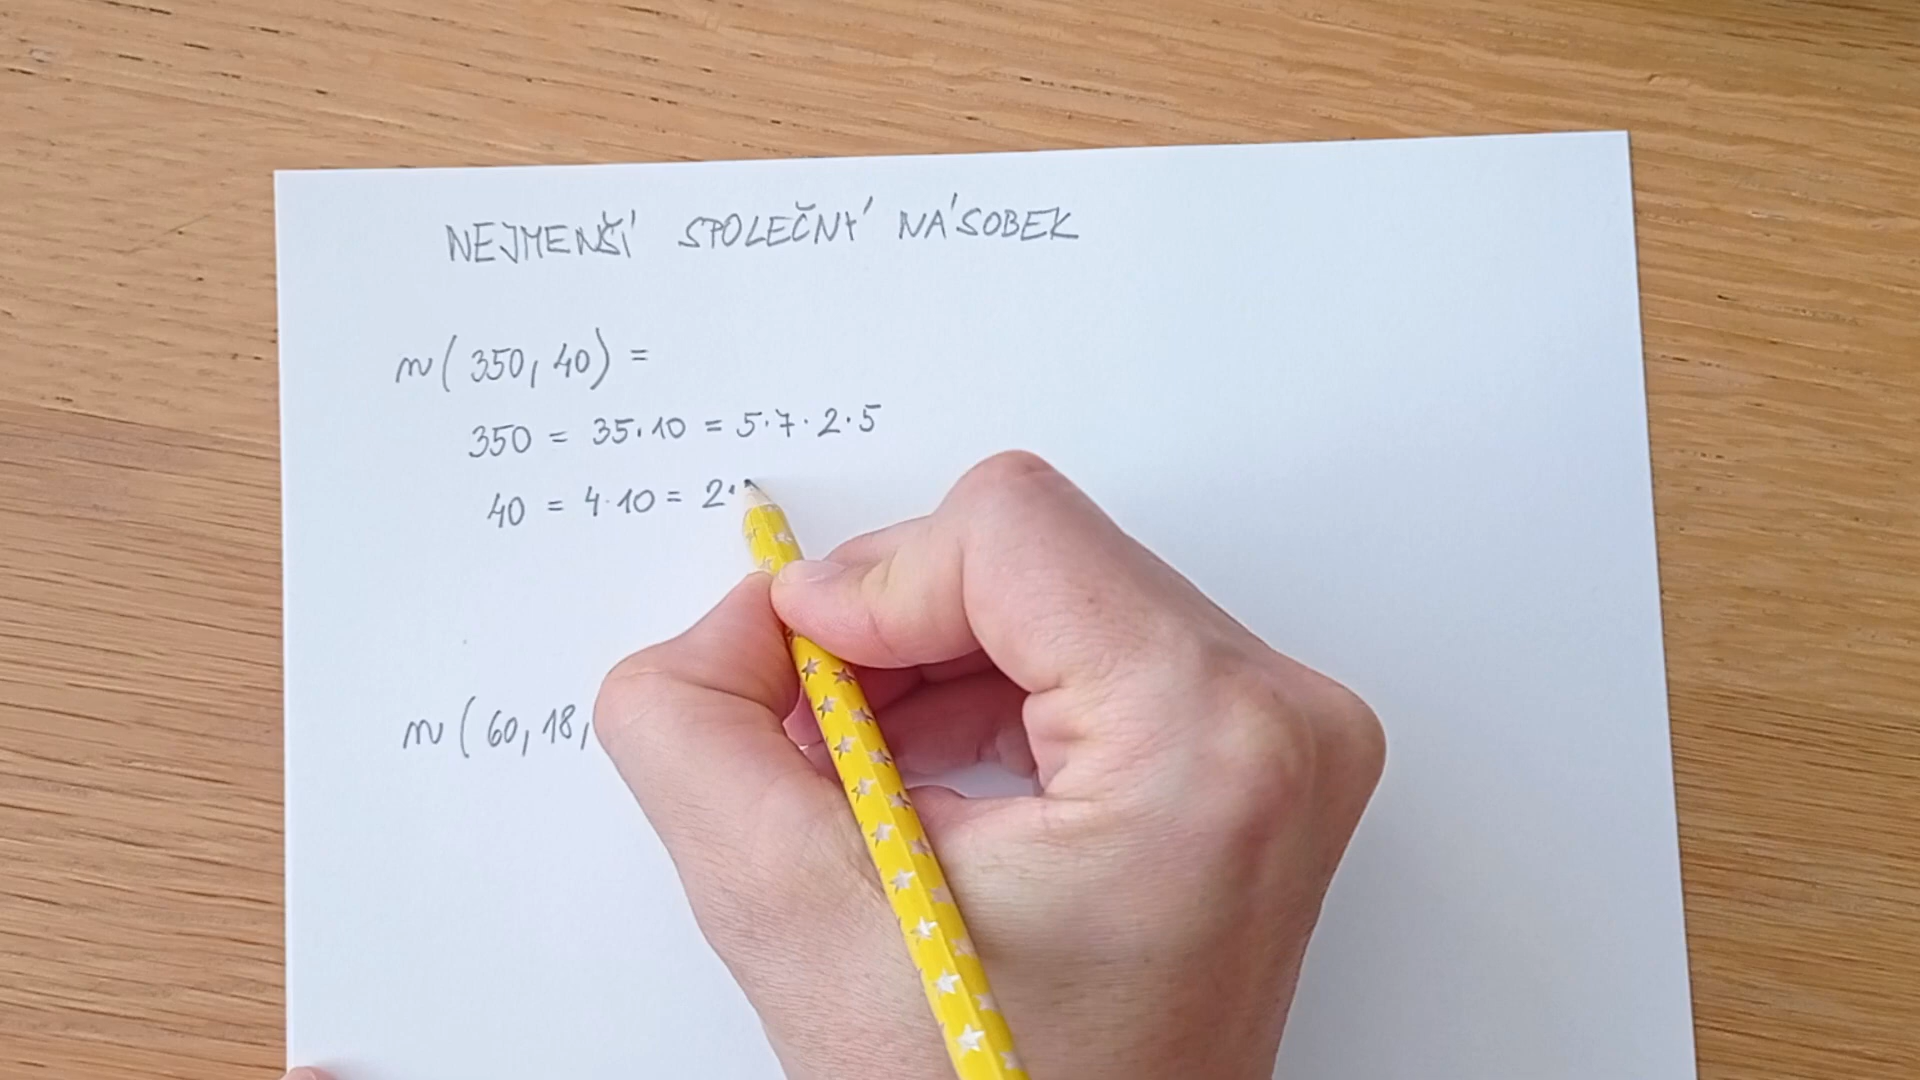 NEJMENŠÍ SPOLEČNÝ NÁSOBEK
n(350, 40) =
350 = 35·10 = 5·7·2·5
40 = 4·10 = 2·
n(60, 18,